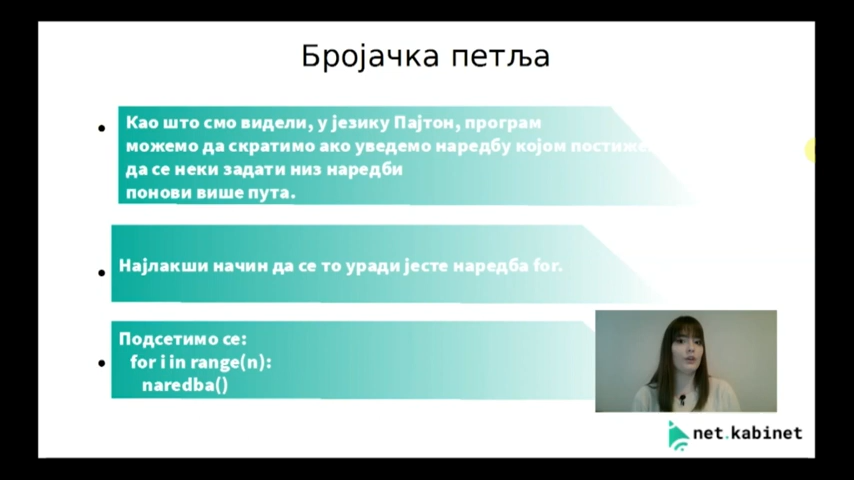 Бројачка петља
Као што смо видели, у језику Пајтон, програм
можемо да скратимо ако уведемо наредбу којом
да се неки задати низ наредби
понови више пута.
Најлакши начин да се то уради јесте наредба for.
Подсетимо се:
for i in range(n):
naredba()
net.kabinet